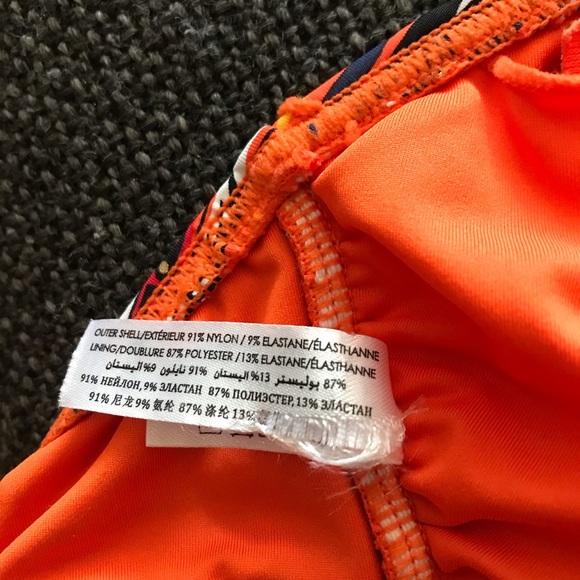 OUTER SHELL/EXTÉRIEUR 91% NYLON / 9% ELASTANE/ÉLASTHANNE
LINING/DOUBLURE 87% POLYESTER / 13% ELASTANE/ÉLASTHANNE
87% بوليستر 13% اليستان 91% نايلون 9% اليستان
91% НЕЙЛОН, 9% ЭЛАСТАН 87% ПОЛИЭСТЕР, 13% ЭЛАСТАН
91% 尼龙 9% 氨纶 87% 涤纶 13%